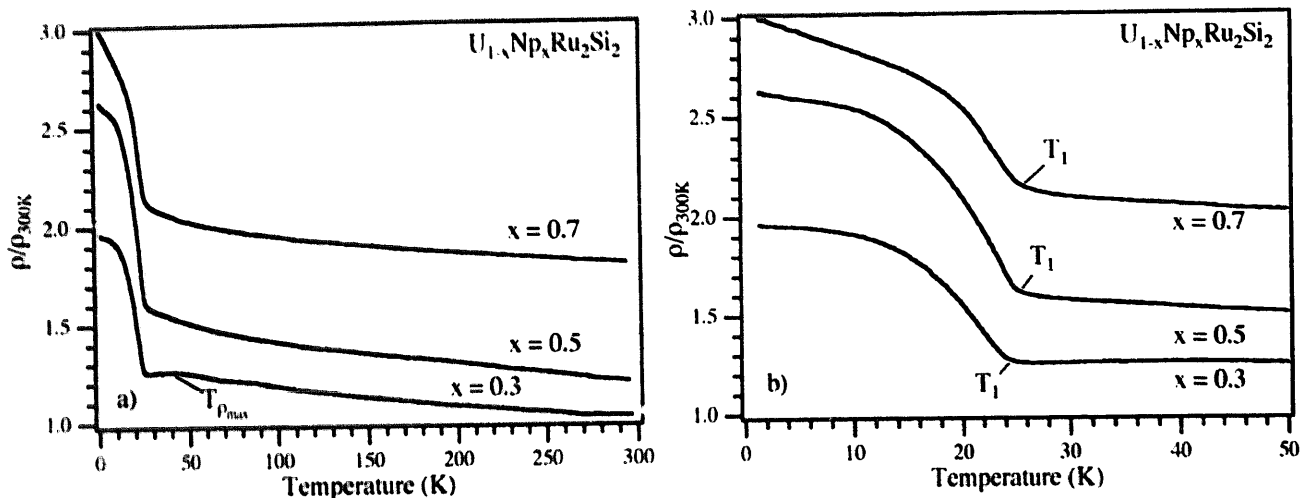 3.0
2.5
2.0
1.5
1.0
ρ/ρ300K
U1-xNpxRu2Si2
x = 0.7
x = 0.5
x = 0.3
a)
Tρmax
0
50
100
150
200
250
300
Temperature (K)
3.0
2.5
2.0
1.5
1.0
ρ/ρ300K
U1-xNpxRu2Si2
T1
x = 0.7
T1
x = 0.5
T1
x = 0.3
b)
0
10
20
30
40
50
Temperature (K)